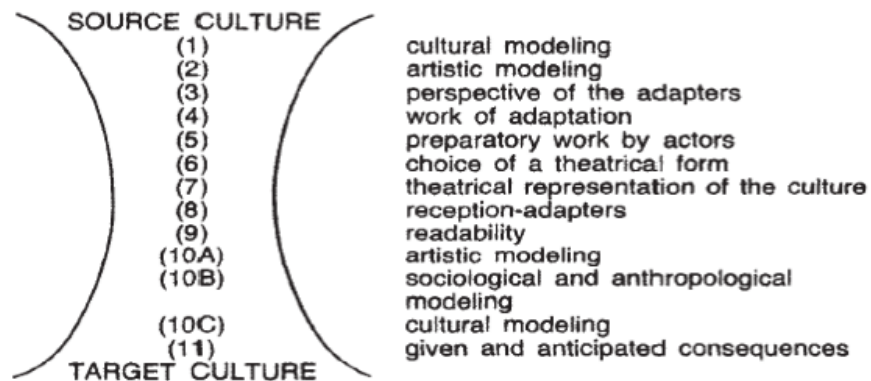 SOURCE CULTURE
(1) cultural modeling
(2) artistic modeling
(3) perspective of the adapters
(4) work of adaptation
(5) preparatory work by actors
(6) choice of a theatrical form
(7) theatrical representation of the culture
(8) reception-adapters
(9) readability
(10A) artistic modeling
(10B) sociological and anthropological
modeling
(10C) cultural modeling
(11) given and anticipated consequences
TARGET CULTURE